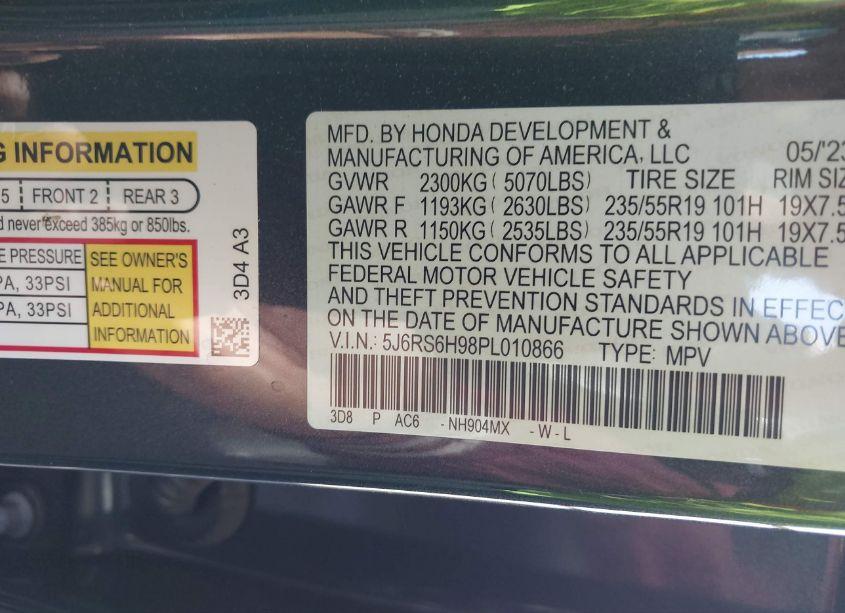 G INFORMATION
5 FRONT 2 REAR 3
d never exceed 385kg or 850lbs.
E PRESSURE
PA, 33PSI
PA, 33PSI
SEE OWNER'S
MANUAL FOR
ADDITIONAL
INFORMATION
3D4 A3
MFD. BY HONDA DEVELOPMENT &
MANUFACTURING OF AMERICA, LLC 05/'23
GVWR 2300KG ( 5070LBS) TIRE SIZE RIM SIZ
GAWR F 1193KG ( 2630LBS) 235/55R19 101H 19X7.5
GAWR R 1150KG ( 2535LBS) 235/55R19 101H 19X7.5
THIS VEHICLE CONFORMS TO ALL APPLICABLE
FEDERAL MOTOR VEHICLE SAFETY
AND THEFT PREVENTION STANDARDS IN EFFEC
ON THE DATE OF MANUFACTURE SHOWN ABOVE
V.I.N.: 5J6RS6H98PL010866 TYPE: MPV
3D8 P AC6 - NH904MX - W - L